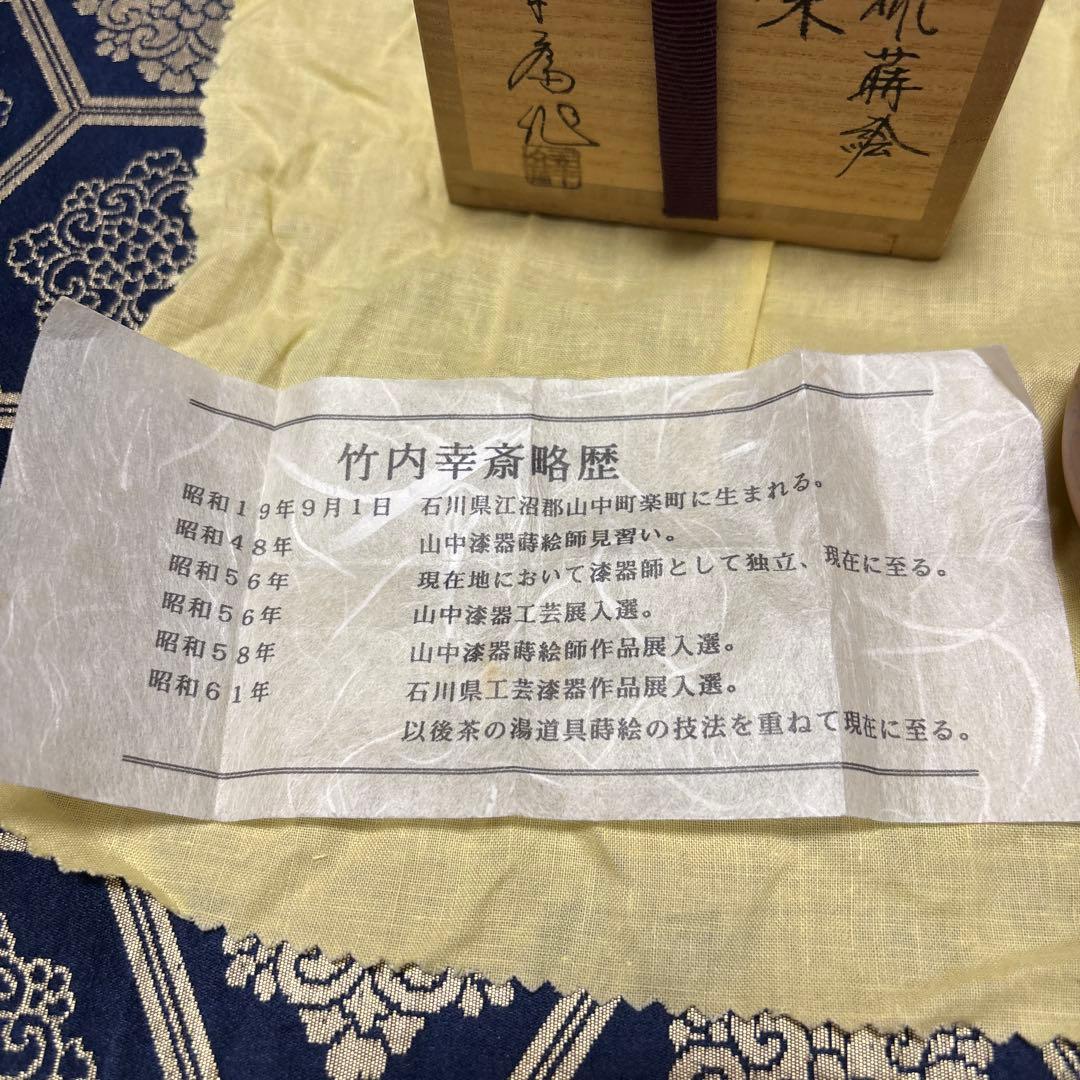 蒔絵
斎作
竹内幸斎略歴
昭和19年9月1日 石川県江沼郡山中町楽町に生まれる。
昭和48年 山中漆器蒔絵師見習い。
昭和56年 現在地において漆器師として独立、現在に至る。
昭和56年 山中漆器工芸展入選。
昭和58年 山中漆器蒔絵師作品展入選。
昭和61年 石川県工芸漆器作品展入選。
以後茶の湯道具蒔絵の技法を重ねて現在に至る。